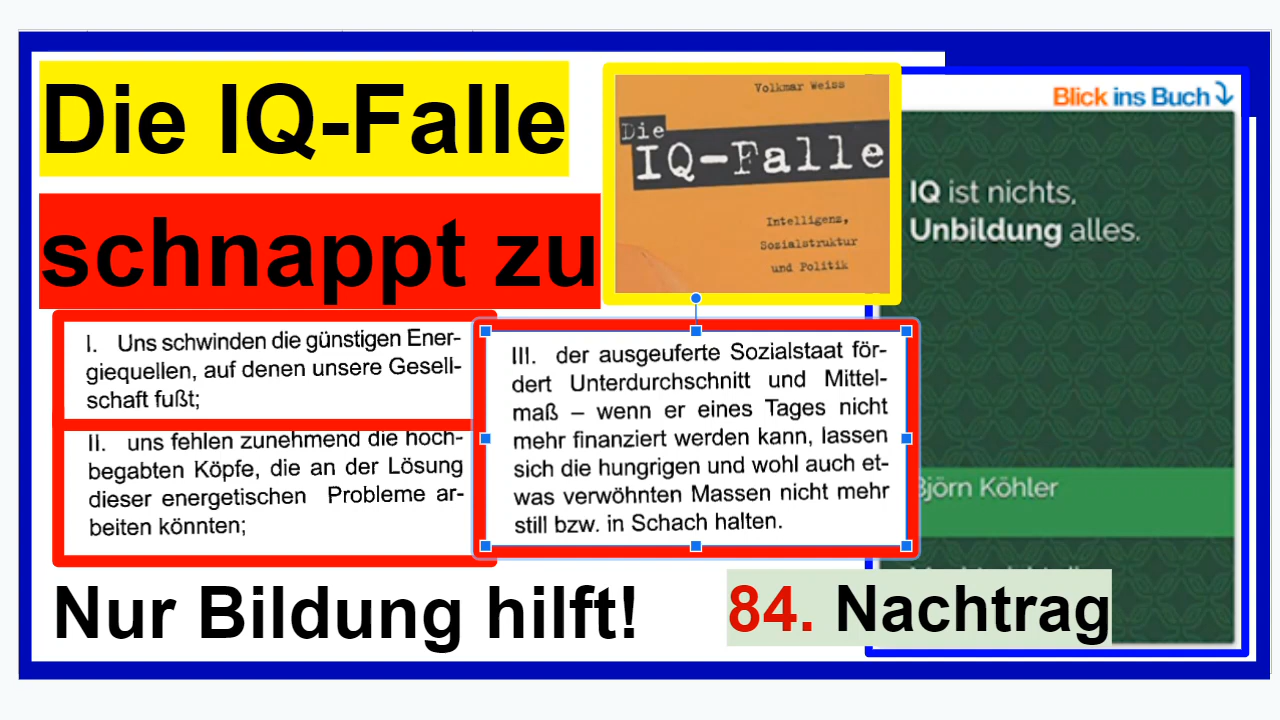 Die IQ-Falle
schnappt zu
Volkmar Weiss
Die
IQ-Falle
Intelligenz,
Sozialstruktur
und Politik
Blick ins Buch
IQ ist nichts,
Unbildung alles.
Björn Köhler
I. Uns schwinden die günstigen Ener-
giequellen, auf denen unsere Gesell-
schaft fußt;
II. uns fehlen zunehmend die hoch-
begabten Köpfe, die an der Lösung
dieser energetischen Probleme ar-
beiten könnten;
III. der ausgeuferte Sozialstaat för-
dert Unterdurchschnitt und Mittel-
maß – wenn er eines Tages nicht
mehr finanziert werden kann, lassen
sich die hungrigen und wohl auch et-
was verwöhnten Massen nicht mehr
still bzw. in Schach halten.
Nur Bildung hilft!
84. Nachtrag